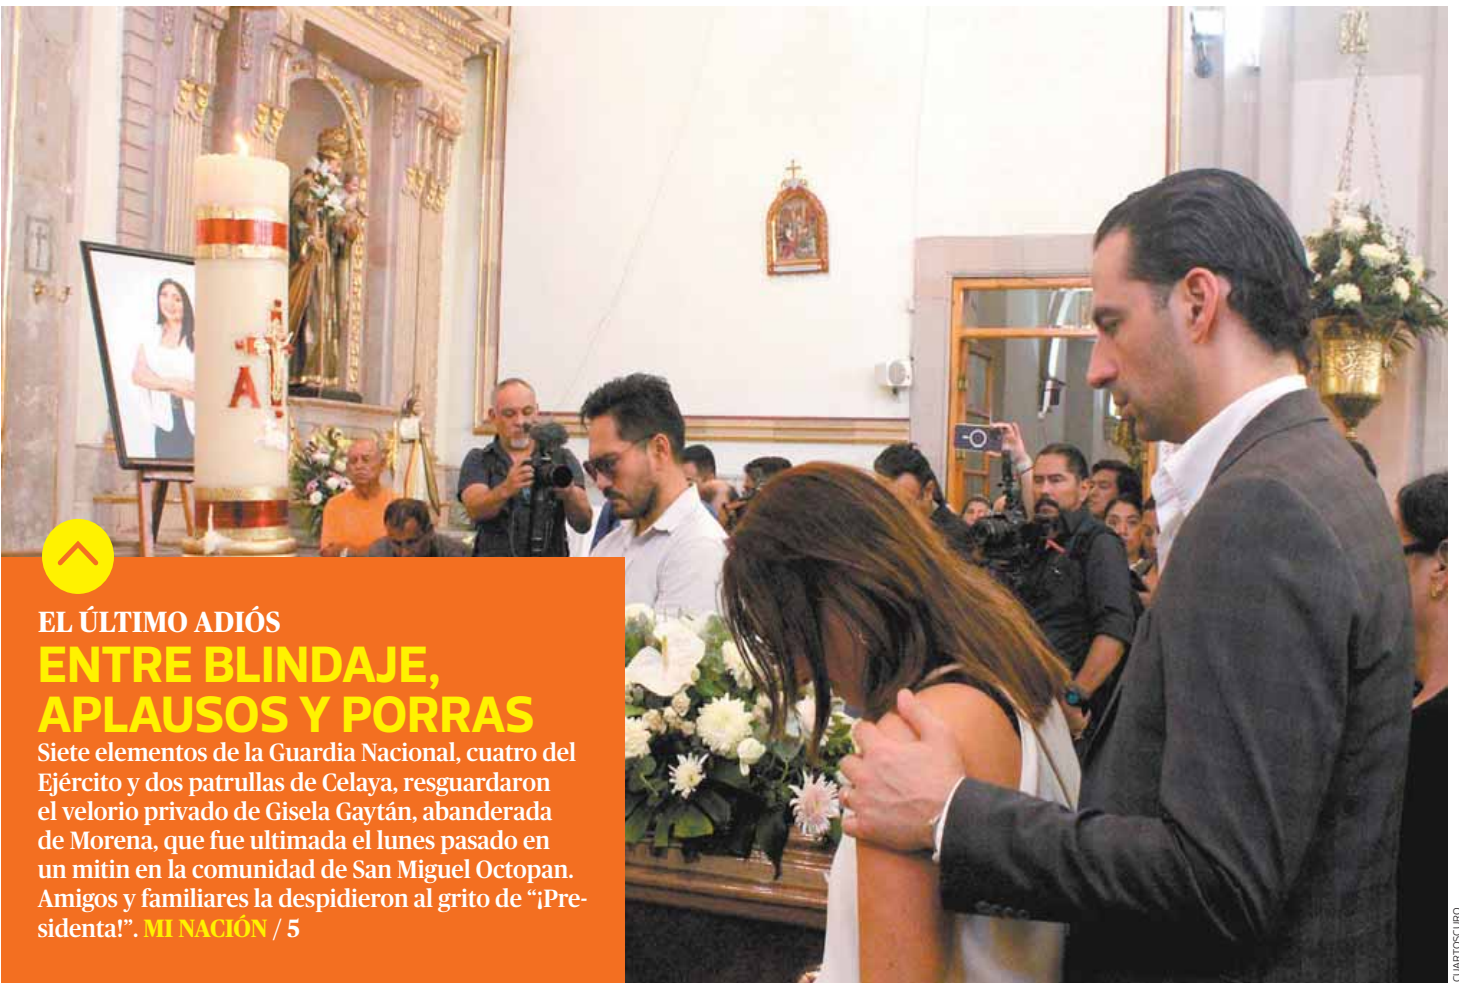 EL ÚLTIMO ADIÓS
ENTRE BLINDAJE,
APLAUSOS Y PORRAS
Siete elementos de la Guardia Nacional, cuatro del
Ejército y dos patrullas de Celaya, resguardaron
el velorio privado de Gisela Gaytán, abanderada
de Morena, que fue ultimada el lunes pasado en
un mitin en la comunidad de San Miguel Octopan.
Amigos y familiares la despidieron al grito de “¡Pre-
sidenta!”. MI NACIÓN / 5
A
CUARTOSCURO